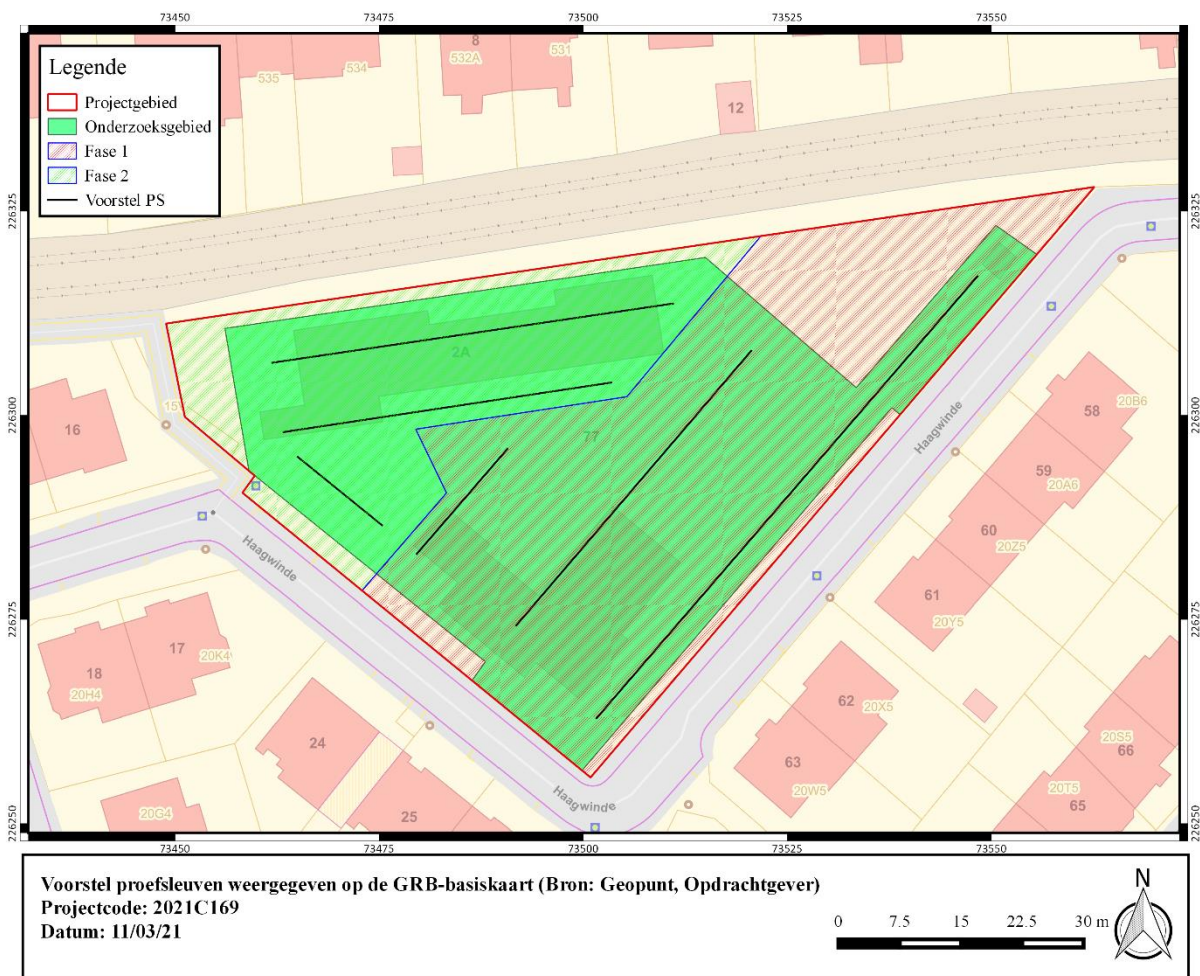 73450 73475 73500 73525 73550
Legende
Projectgebied
Onderzoeksgebied
Fase 1
Fase 2
Voorstel PS
535
534
8
532A
531
12
226325
226325
2A
226300
226300
77
15
16
58
20B6
59
20A6
60
20Z5
61
20Y5
Haagwinde
Haagwinde
226275
226275
17
20K4
18
20H4
62
20X5
63
20W5
24
25
20G4
66
20S5
65
20T5
Haagwinde
226250
226250
73450 73475 73500 73525 73550
Voorstel proefsleuven weergegeven op de GRB-basiskaart (Bron: Geopunt, Opdrachtgever)
Projectcode: 2021C169
Datum: 11/03/21
0 7.5 15 22.5 30 m
N